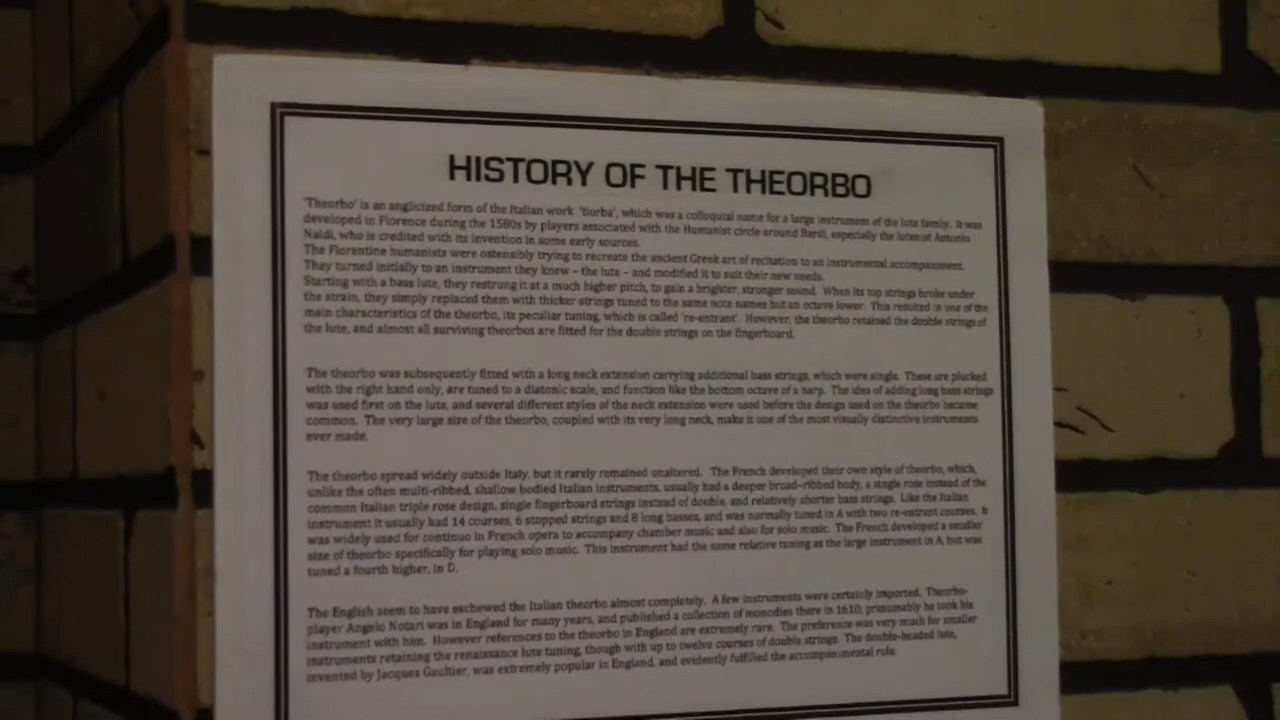 HISTORY OF THE THEORBO
'Theorbo' is an anglicized form of the Italian work 'tiorba', which was a colloquial name for a large instrument of the lute family. It was
developed in Florence during the 1580s by players associated with the Humanist circle around Bardi, especially the lutenist Antonio
Naldi, who is credited with its invention in some early sources.
The Florentine humanists were ostensibly trying to recreate the ancient Greek art of recitation to an instrumental accompaniment.
They turned initially to an instrument they knew – the lute – and modified it to suit their new needs.
Starting with a bass lute, they restrung it at a much higher pitch, to gain a brighter, stronger sound. When its top strings broke under
the strain, they simply replaced them with thicker strings tuned to the same note names but an octave lower. This resulted in one of the
main characteristics of the theorbo, its peculiar tuning, which is called 're-entrant'. However, the theorbo retained the double strings of
the lute, and almost all surviving theorbos are fitted for the double strings on the fingerboard.
The theorbo was subsequently fitted with a long neck extension carrying additional bass strings, which were single. These are plucked
with the right hand only, are tuned to a diatonic scale, and function like the bottom octave of a harp. The idea of adding long bass strings
was used first on the lute, and several different styles of the neck extension were used before the design used on the theorbo became
common. The very large size of the theorbo, coupled with its very long neck, make it one of the most visually distinctive instruments
ever made.
The theorbo spread widely outside Italy, but it rarely remained unaltered. The French developed their own style of theorbo, which,
unlike the often multi-ribbed, shallow bodied Italian instruments, usually had a deeper broad-ribbed body, a single rose instead of the
common Italian triple rose design, single fingerboard strings instead of double, and relatively shorter bass strings. Like the Italian
instrument it usually had 14 courses, 6 stopped strings and 8 long basses, and was normally tuned in A with two re-entrant courses. It
was widely used for continuo in French opera to accompany chamber music and also for solo music. The French developed a smaller
size of theorbo specifically for playing solo music. This instrument had the same relative tuning as the large instrument in A, but was
tuned a fourth higher, in D.
The English seem to have eschewed the Italian theorbo almost completely. A few instruments were certainly imported. Theorbo-
player Angelo Notari was in England for many years, and published a collection of monodies there in 1610; presumably he took his
instrument with him. However references to the theorbo in England are extremely rare. The preference was very much for smaller
instruments retaining the renaissance lute tuning, though with up to twelve courses of double strings. The double-headed lute,
invented by Jacques Gaultier, was extremely popular in England, and evidently fulfilled the accompanimental role.